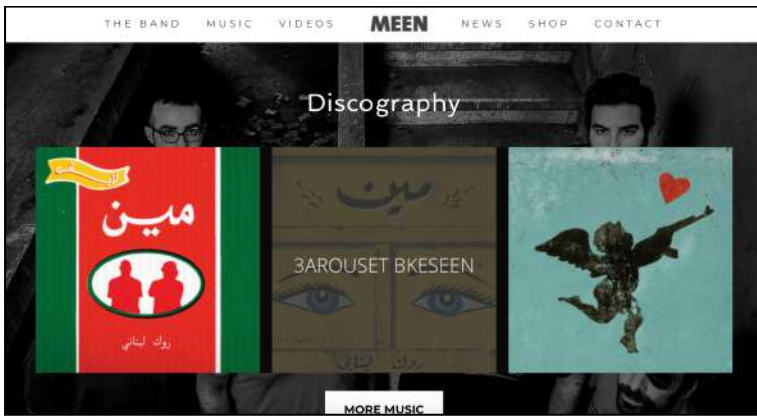 THE BAND MUSIC VIDEOS MEEN NEWS SHOP CONTACT
Discography
مين
روك لبناني
مين
3AROUSET BKESEEN
روك لبناني
MORE MUSIC